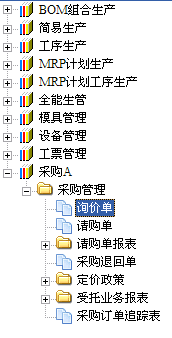 BOM组合生产
简易生产
工序生产
MRP计划生产
MRP计划工序生产
全能生管
模具管理
设备管理
工票管理
采购A
采购管理
询价单
请购单
请购单报表
采购退回单
定价政策
受托业务报表
采购订单追踪表